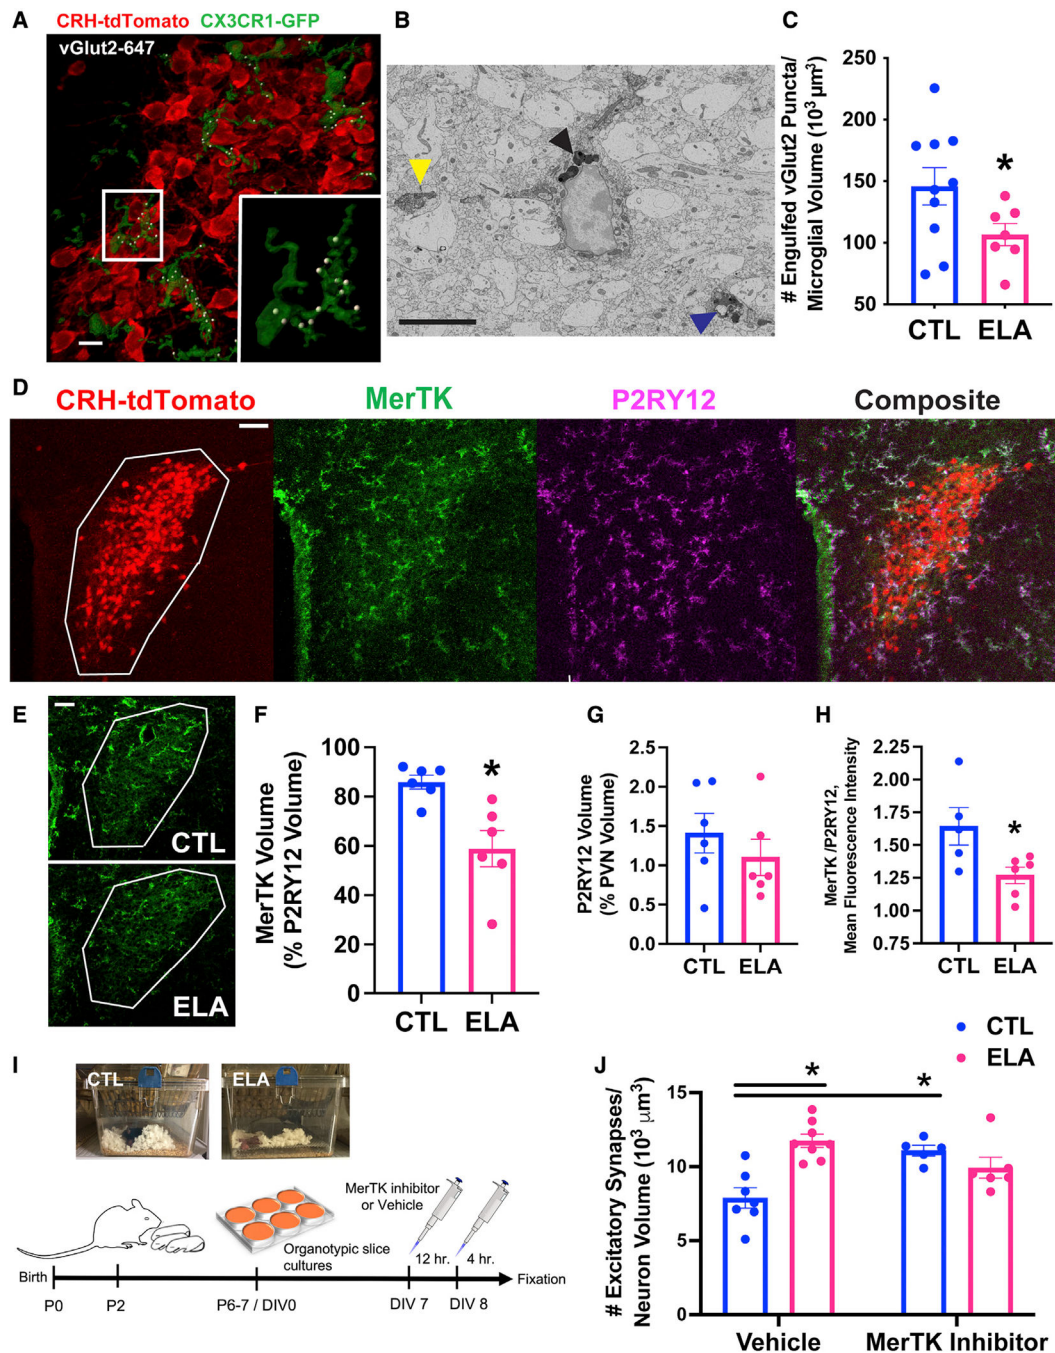 A
CRH-tdTomato CX3CR1-GFP
vGlut2-647
B
C
# Engulfed vGlut2 Puncta/
Microglial Volume (10³ µm³)
250
200
150
100
50
*
CTL
ELA
D
CRH-tdTomato
MerTK
P2RY12
Composite
E
CTL
ELA
F
MerTK Volume
(% P2RY12 Volume)
100
80
60
40
20
0
*
CTL
ELA
G
P2RY12 Volume
(% PVN Volume)
2.5
2.0
1.5
1.0
0.5
0.0
CTL
ELA
H
MerTK /P2RY12,
Mean Fluorescence Intensity
2.25
2.00
1.75
1.50
1.25
1.00
0.75
*
CTL
ELA
CTL
ELA
I
CTL
ELA
MerTK inhibitor
or Vehicle
Organotypic slice
cultures
12 hr.
4 hr.
Birth
Fixation
P0
P2
P6-7 / DIV0
DIV 7
DIV 8
J
# Excitatory Synapses/
Neuron Volume (10³ µm³)
15
10
5
0
*
*
Vehicle
MerTK Inhibitor